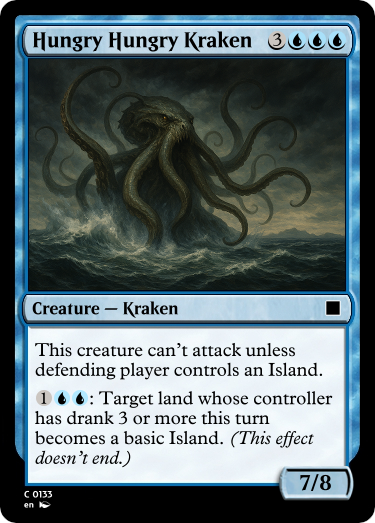 Hungry Hungry Kraken 3
Creature — Kraken
This creature can't attack unless
defending player controls an Island.
1: Target land whose controller
has drank 3 or more this turn
becomes a basic Island. (This effect
doesn't end.)
7/8
C 0133
en